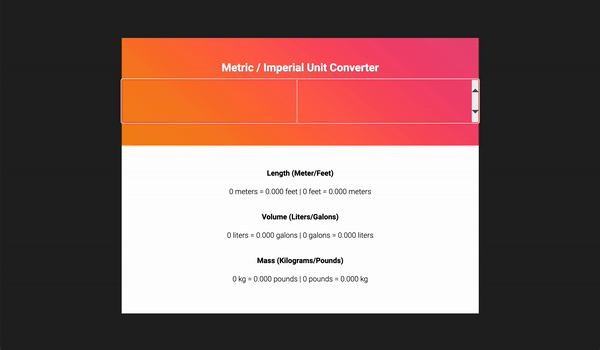 Metric / Imperial Unit Converter
Length (Meter/Feet)
0 meters = 0.000 feet | 0 feet = 0.000 meters
Volume (Liters/Galons)
0 liters = 0.000 galons | 0 galons = 0.000 liters
Mass (Kilograms/Pounds)
0 kg = 0.000 pounds | 0 pounds = 0.000 kg